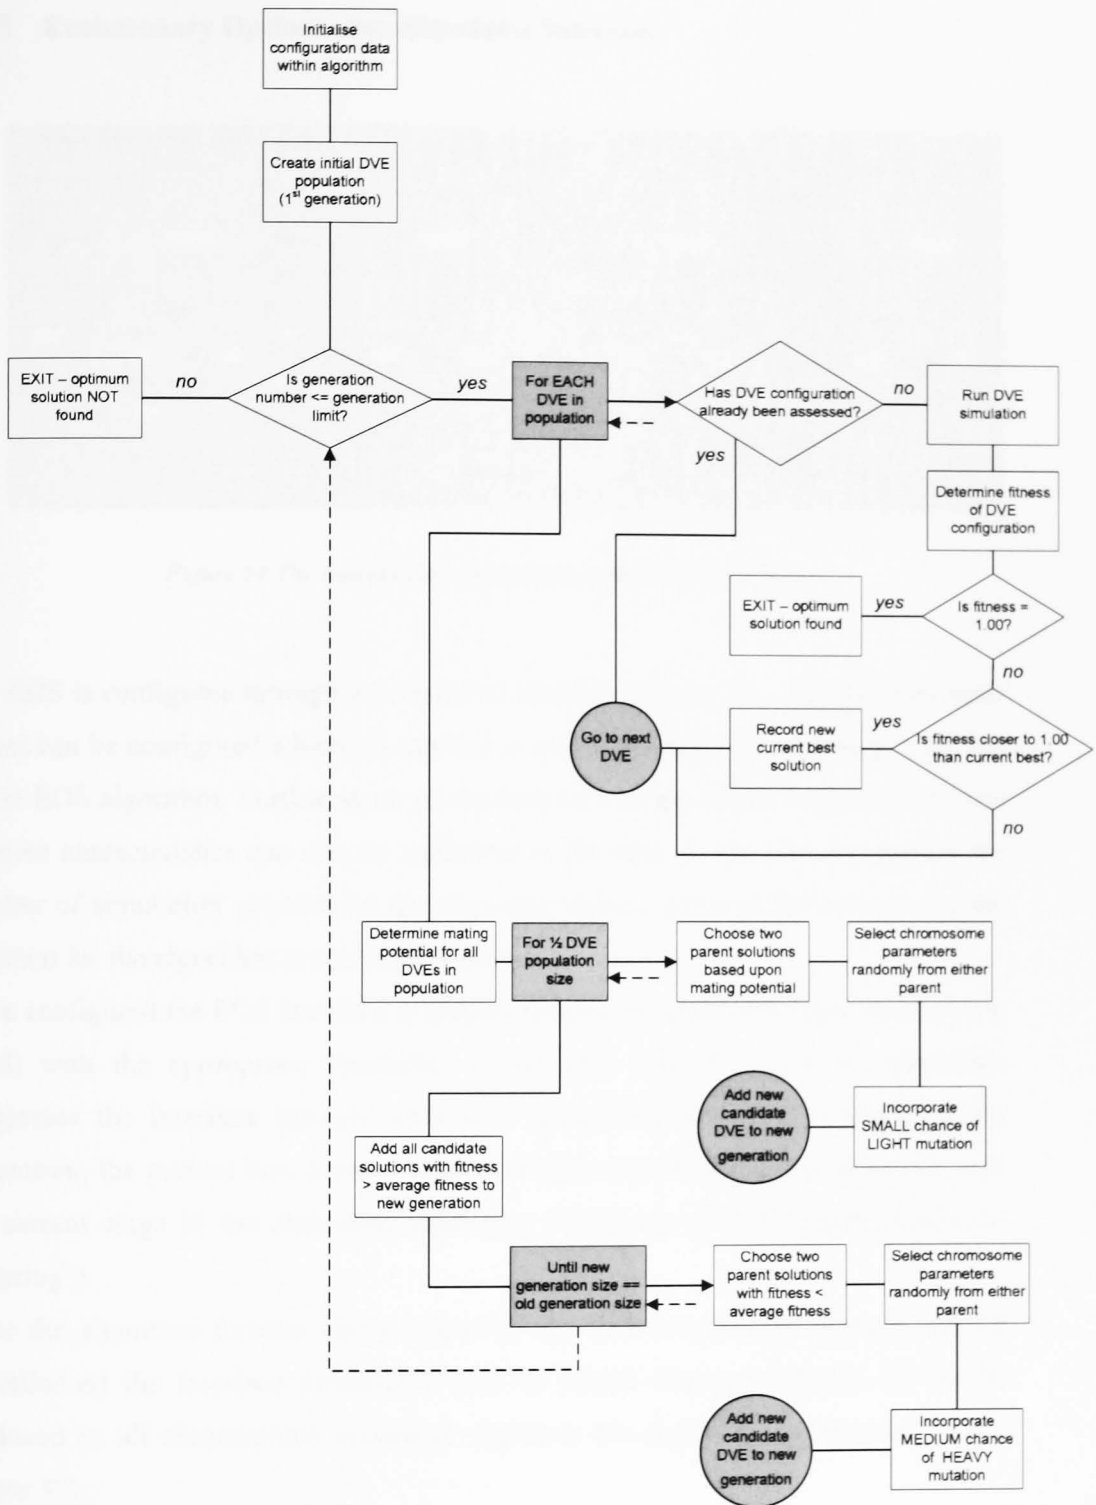 Initialise
configuration data
within algorithm
Create initial DVE
population
(1st generation)
EXIT – optimum
solution NOT
found
no
Is generation
number <= generation
limit?
yes
For EACH
DVE in
population
Has DVE configuration
already been assessed?
no
Run DVE
simulation
yes
Determine fitness
of DVE
configuration
EXIT – optimum
solution found
yes
Is fitness =
1.00?
no
Go to next
DVE
Record new
current best
solution
yes
Is fitness closer to 1.00
than current best?
no
Determine mating
potential for all
DVEs in
population
For ½ DVE
population
size
Choose two
parent solutions
based upon
mating potential
Select chromosome
parameters
randomly from either
parent
Add new
candidate
DVE to new
generation
Incorporate
SMALL chance of
LIGHT mutation
Add all candidate
solutions with fitness
> average fitness to
new generation
Until new
generation size ==
old generation size
Choose two
parent solutions
with fitness <
average fitness
Select chromosome
parameters
randomly from either
parent
Add new
candidate
DVE to new
generation
Incorporate
MEDIUM chance
of HEAVY
mutation